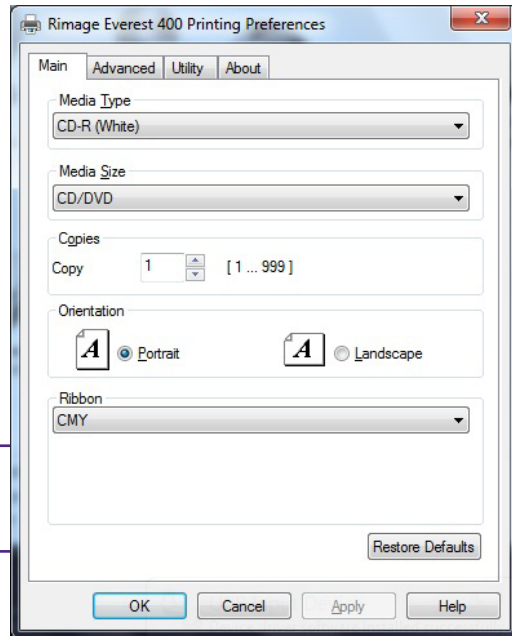 Rimage Everest 400 Printing Preferences
Main Advanced Utility About
Media Type
CD-R (White)
Media Size
CD/DVD
Copies
Copy 1 [ 1 ... 999 ]
Orientation
A Portrait A Landscape
Ribbon
CMY
Restore Defaults
OK Cancel Apply Help